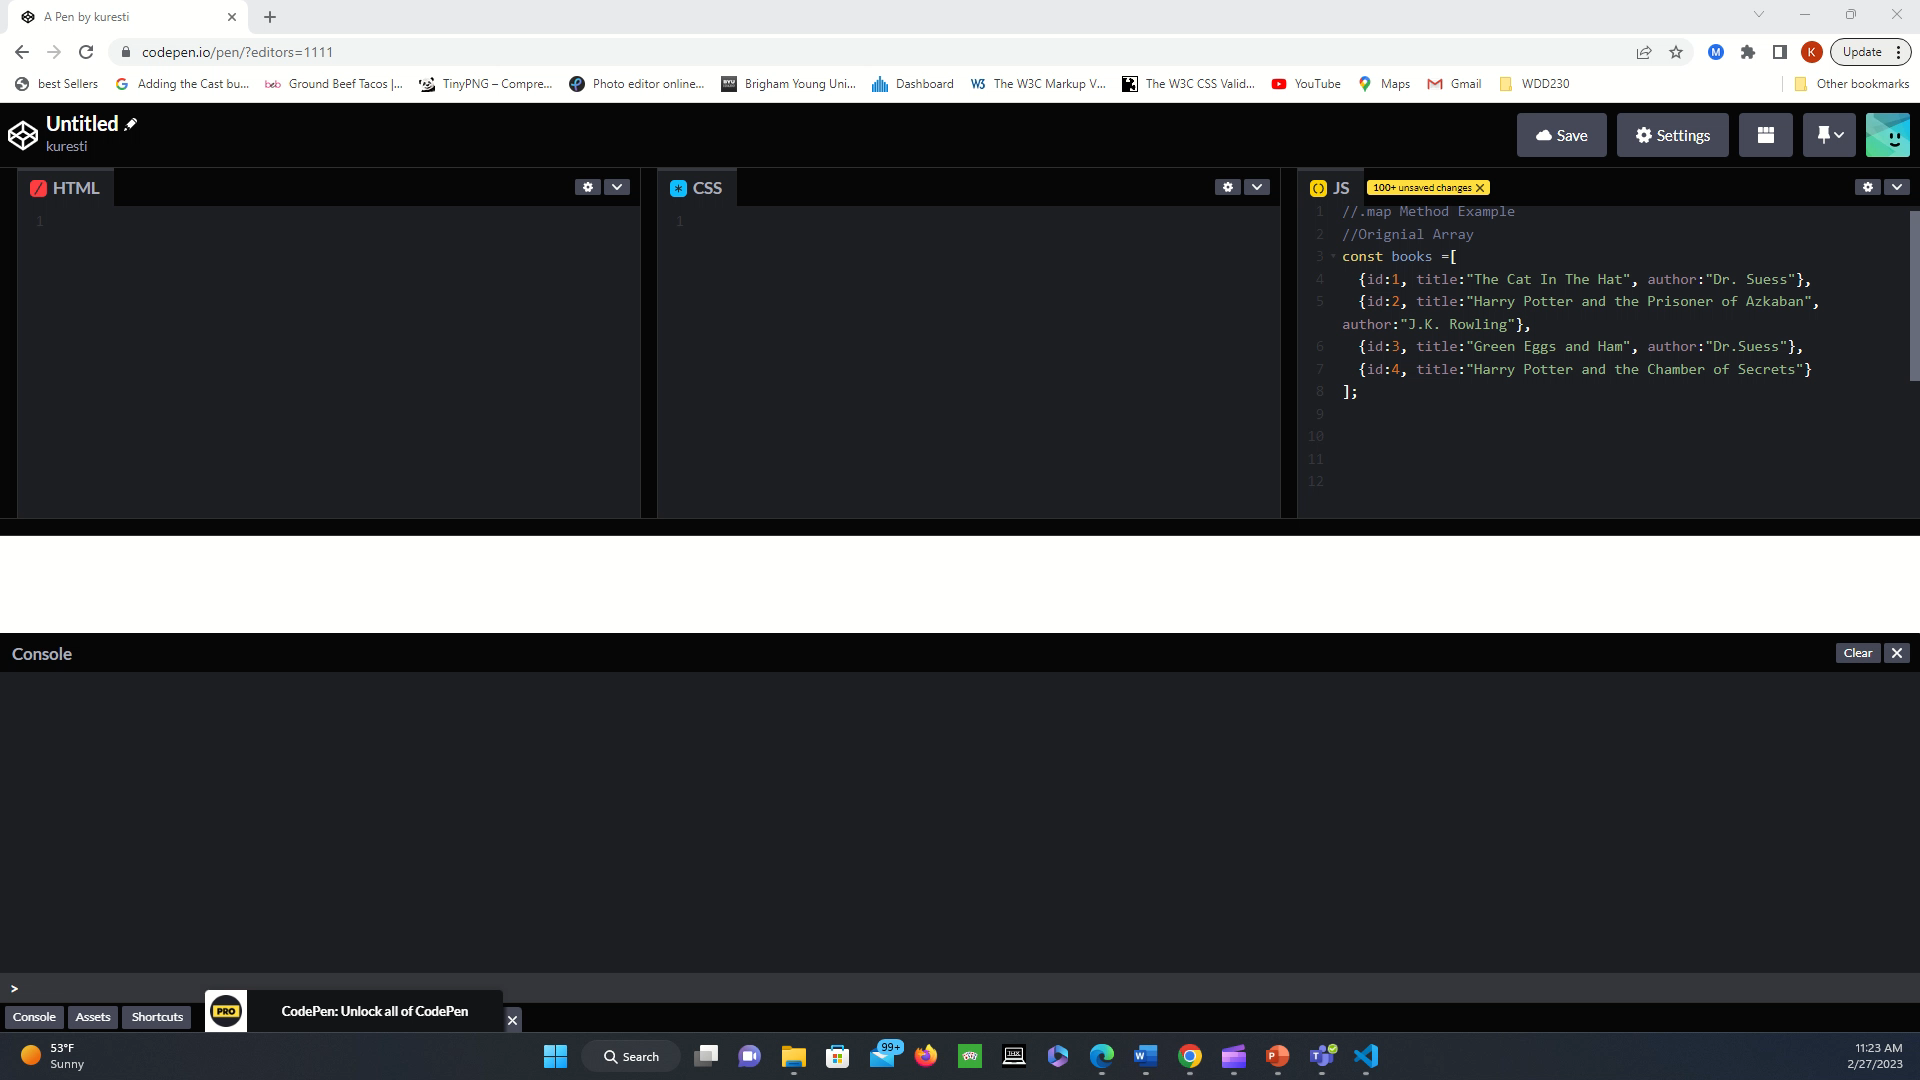 A Pen by kuresti
codepen.io/pen/?editors=1111
M
K
Update
best Sellers
Adding the Cast bu...
Ground Beef Tacos |...
TinyPNG – Compre...
Photo editor online...
Brigham Young Uni...
Dashboard
The W3C Markup V...
The W3C CSS Valid...
YouTube
Maps
Gmail
WDD230
Other bookmarks
Untitled
kuresti
Save
Settings
HTML
CSS
JS
100+ unsaved changes
1
1
1 //.map Method Example
2 //Orignial Array
3 const books =[
4 {id:1, title:"The Cat In The Hat", author:"Dr. Suess"},
5 {id:2, title:"Harry Potter and the Prisoner of Azkaban",
author:"J.K. Rowling"},
6 {id:3, title:"Green Eggs and Ham", author:"Dr.Suess"},
7 {id:4, title:"Harry Potter and the Chamber of Secrets"}
8 ];
9
10
11
12
Console
Clear
>
Console
Assets
Shortcuts
PRO
CodePen: Unlock all of CodePen
53°F
Sunny
Search
99+
11:23 AM
2/27/2023